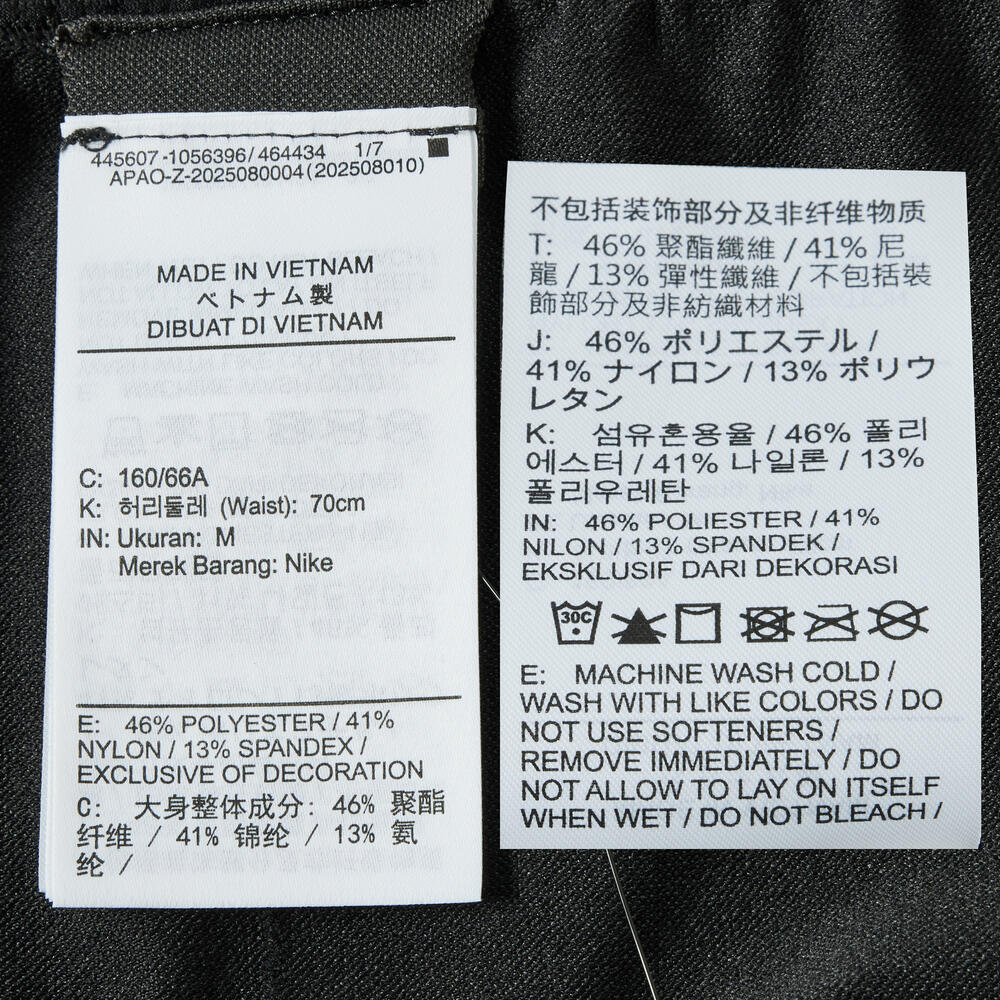 445607-1056396/464434 1/7
APAO-Z-2025080004(202508010)
MADE IN VIETNAM
ベトナム製
DIBUAT DI VIETNAM
C: 160/66A
K: 허리둘레 (Waist): 70cm
IN: Ukuran: M
Merek Barang: Nike
E: 46% POLYESTER / 41%
NYLON / 13% SPANDEX /
EXCLUSIVE OF DECORATION
C: 大身整体成分: 46% 聚酯
纤维 / 41% 锦纶 / 13% 氨
纶 /
不包括装饰部分及非纤维物质
T: 46% 聚酯纖維 / 41% 尼
龍 / 13% 彈性纖維 / 不包括裝
飾部分及非紡織材料
J: 46% ポリエステル /
41% ナイロン / 13% ポリウ
レタン
K: 섬유혼용율 / 46% 폴리
에스터 / 41% 나일론 / 13%
폴리우레탄
IN: 46% POLIESTER / 41%
NILON / 13% SPANDEK /
EKSKLUSIF DARI DEKORASI
30C
E: MACHINE WASH COLD /
WASH WITH LIKE COLORS / DO
NOT USE SOFTENERS /
REMOVE IMMEDIATELY / DO
NOT ALLOW TO LAY ON ITSELF
WHEN WET / DO NOT BLEACH /